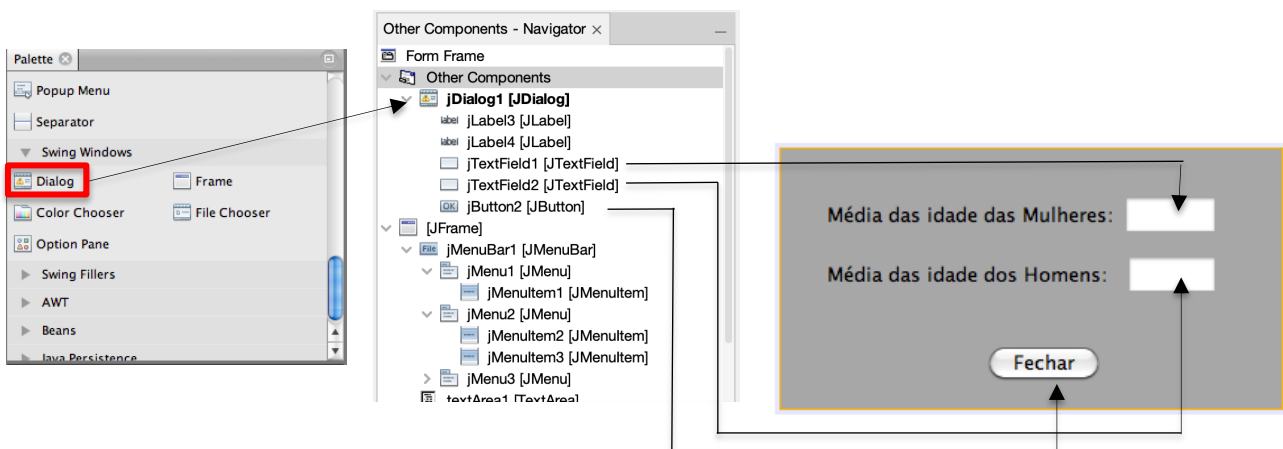 Palette
Popup Menu
Separator
Swing Windows
Dialog
Frame
Color Chooser
File Chooser
Option Pane
Swing Fillers
AWT
Beans
Java Persistence
Other Components - Navigator ×
Form Frame
Other Components
jDialog1 [JDialog]
label jLabel3 [JLabel]
label jLabel4 [JLabel]
jTextField1 [JTextField]
jTextField2 [JTextField]
OK jButton2 [JButton]
[JFrame]
File jMenuBar1 [JMenuBar]
jMenu1 [JMenu]
jMenuItem1 [JMenuItem]
jMenu2 [JMenu]
jMenuItem2 [JMenuItem]
jMenuItem3 [JMenuItem]
jMenu3 [JMenu]
textArea1 [TextArea]
Média das idade das Mulheres:
Média das idade dos Homens:
Fechar